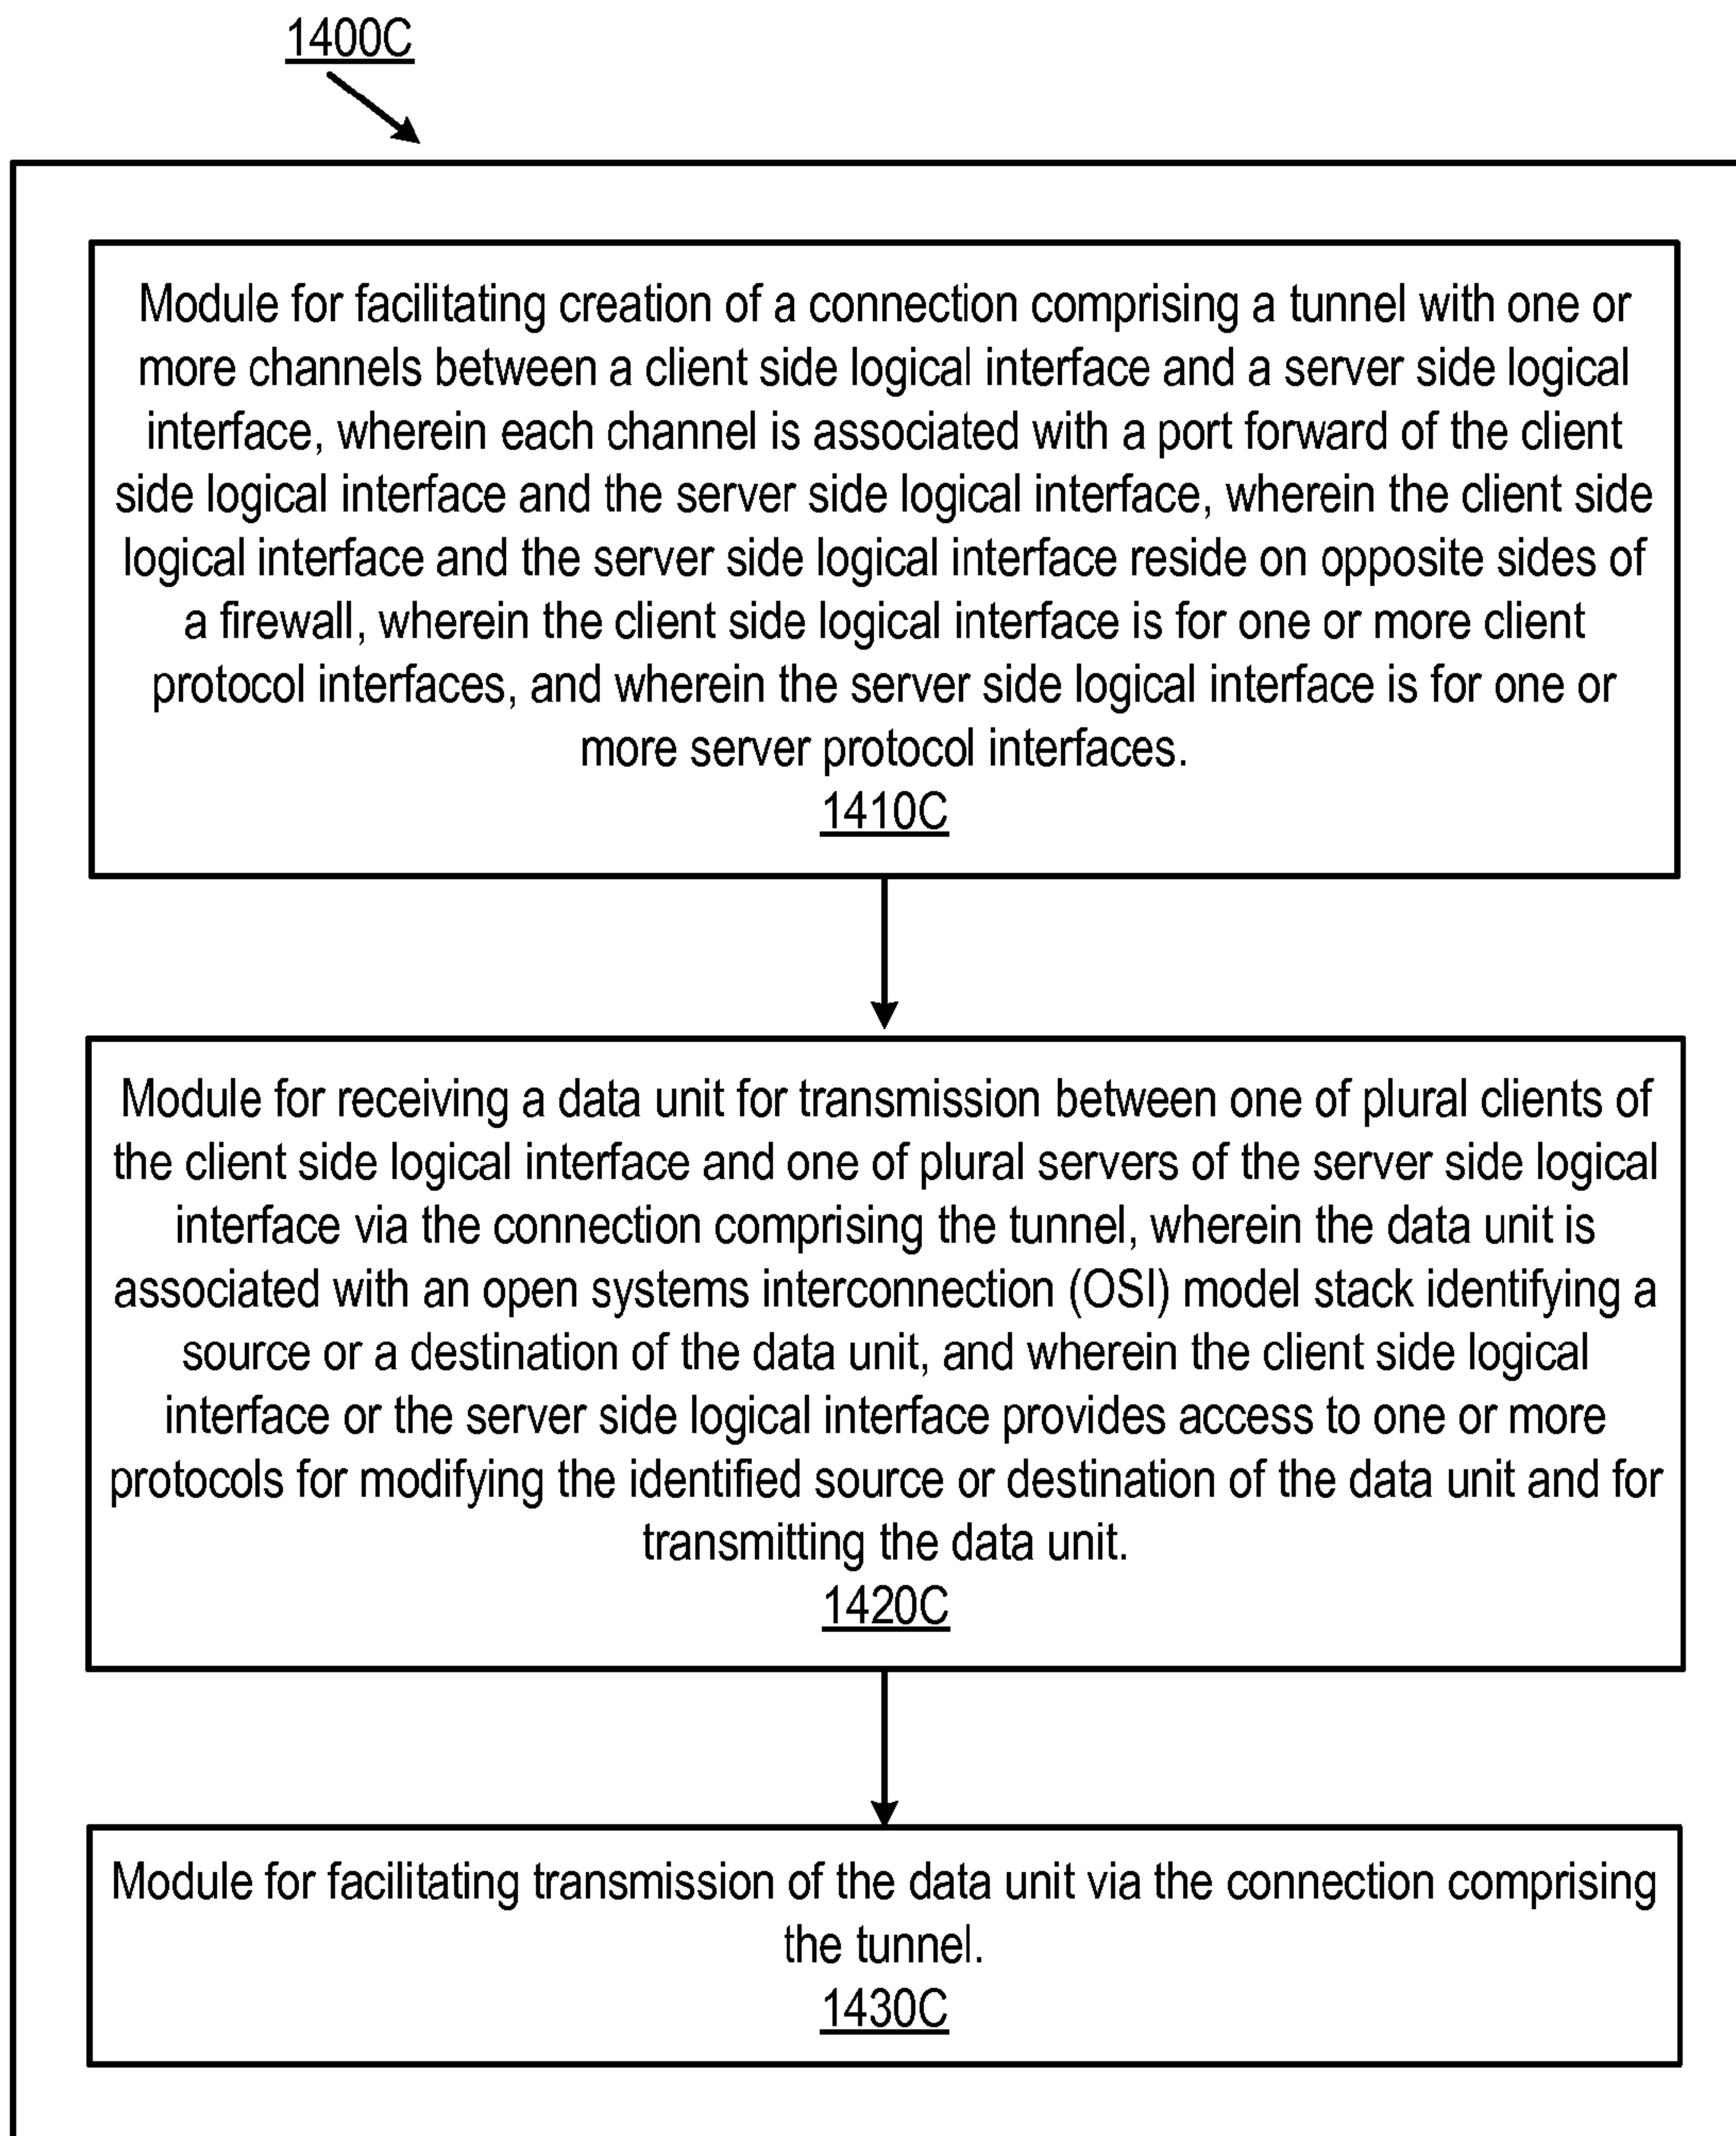 1400C
Module for facilitating creation of a connection comprising a tunnel with one or
more channels between a client side logical interface and a server side logical
interface, wherein each channel is associated with a port forward of the client
side logical interface and the server side logical interface, wherein the client side
logical interface and the server side logical interface reside on opposite sides of
a firewall, wherein the client side logical interface is for one or more client
protocol interfaces, and wherein the server side logical interface is for one or
more server protocol interfaces.
1410C
Module for receiving a data unit for transmission between one of plural clients of
the client side logical interface and one of plural servers of the server side logical
interface via the connection comprising the tunnel, wherein the data unit is
associated with an open systems interconnection (OSI) model stack identifying a
source or a destination of the data unit, and wherein the client side logical
interface or the server side logical interface provides access to one or more
protocols for modifying the identified source or destination of the data unit and for
transmitting the data unit.
1420C
Module for facilitating transmission of the data unit via the connection comprising
the tunnel.
1430C